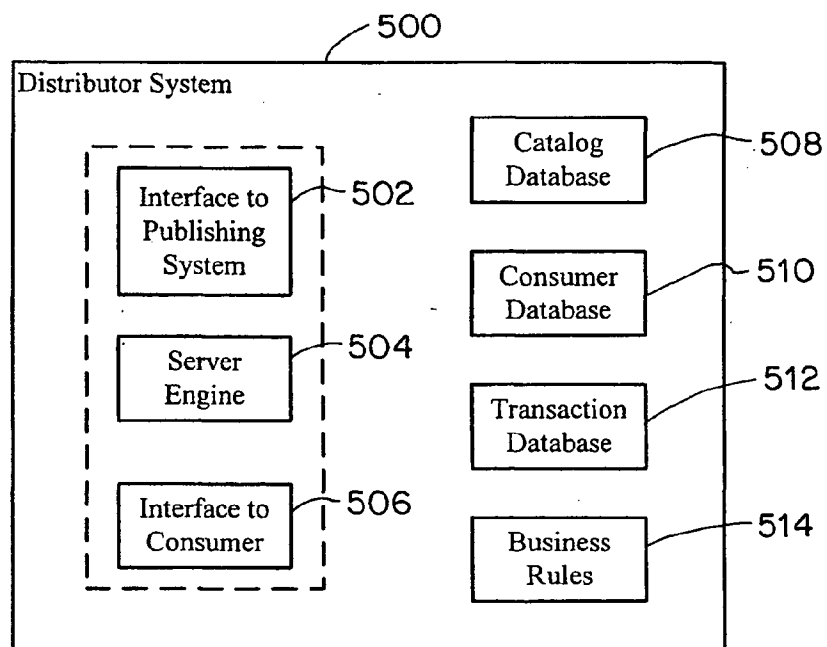 500
Distributor System
Interface to
Publishing
System
502
Server
Engine
504
Interface to
Consumer
506
Catalog
Database
508
Consumer
Database
510
Transaction
Database
512
Business
Rules
514